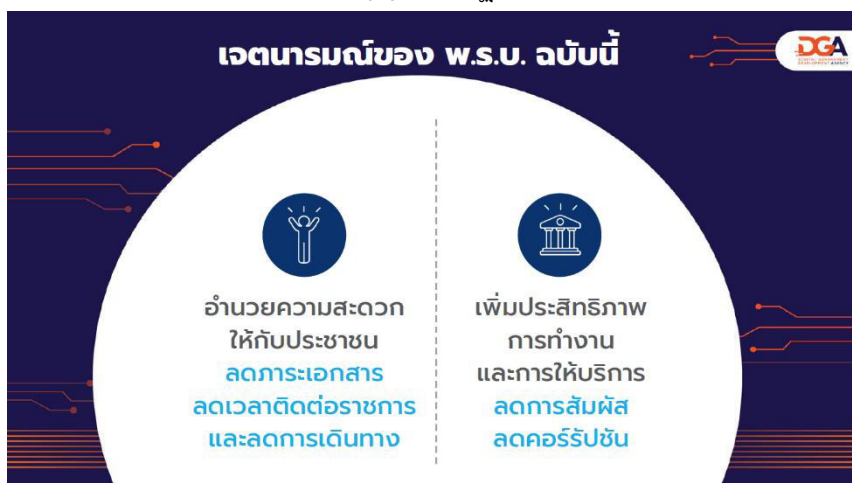 เจตนารมณ์ของ พ.ร.บ. ฉบับนี้
DGA
DIGITAL GOVERNMENT
DEVELOPMENT AGENCY
อำนวยความสะดวก
ให้กับประชาชน
ลดภาระเอกสาร
ลดเวลาติดต่อราชการ
และลดการเดินทาง
เพิ่มประสิทธิภาพ
การทำงาน
และการให้บริการ
ลดการสัมผัส
ลดคอร์รัปชัน